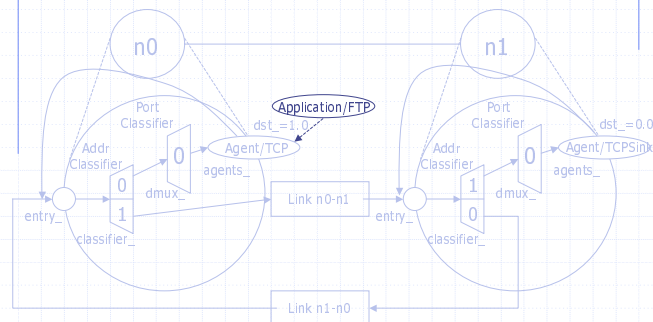 n0
n1
Application/FTP
Port
Classifier
dst_=1.0
Port
Classifier
dst_=0.0
Addr
Classifier
0
Agent/TCP
Addr
Classifier
0
Agent/TCPSink
agents_
agents_
0
1
dmux_
1
0
dmux_
Link n0-n1
entry_
entry_
classifier_
classifier_
Link n1-n0